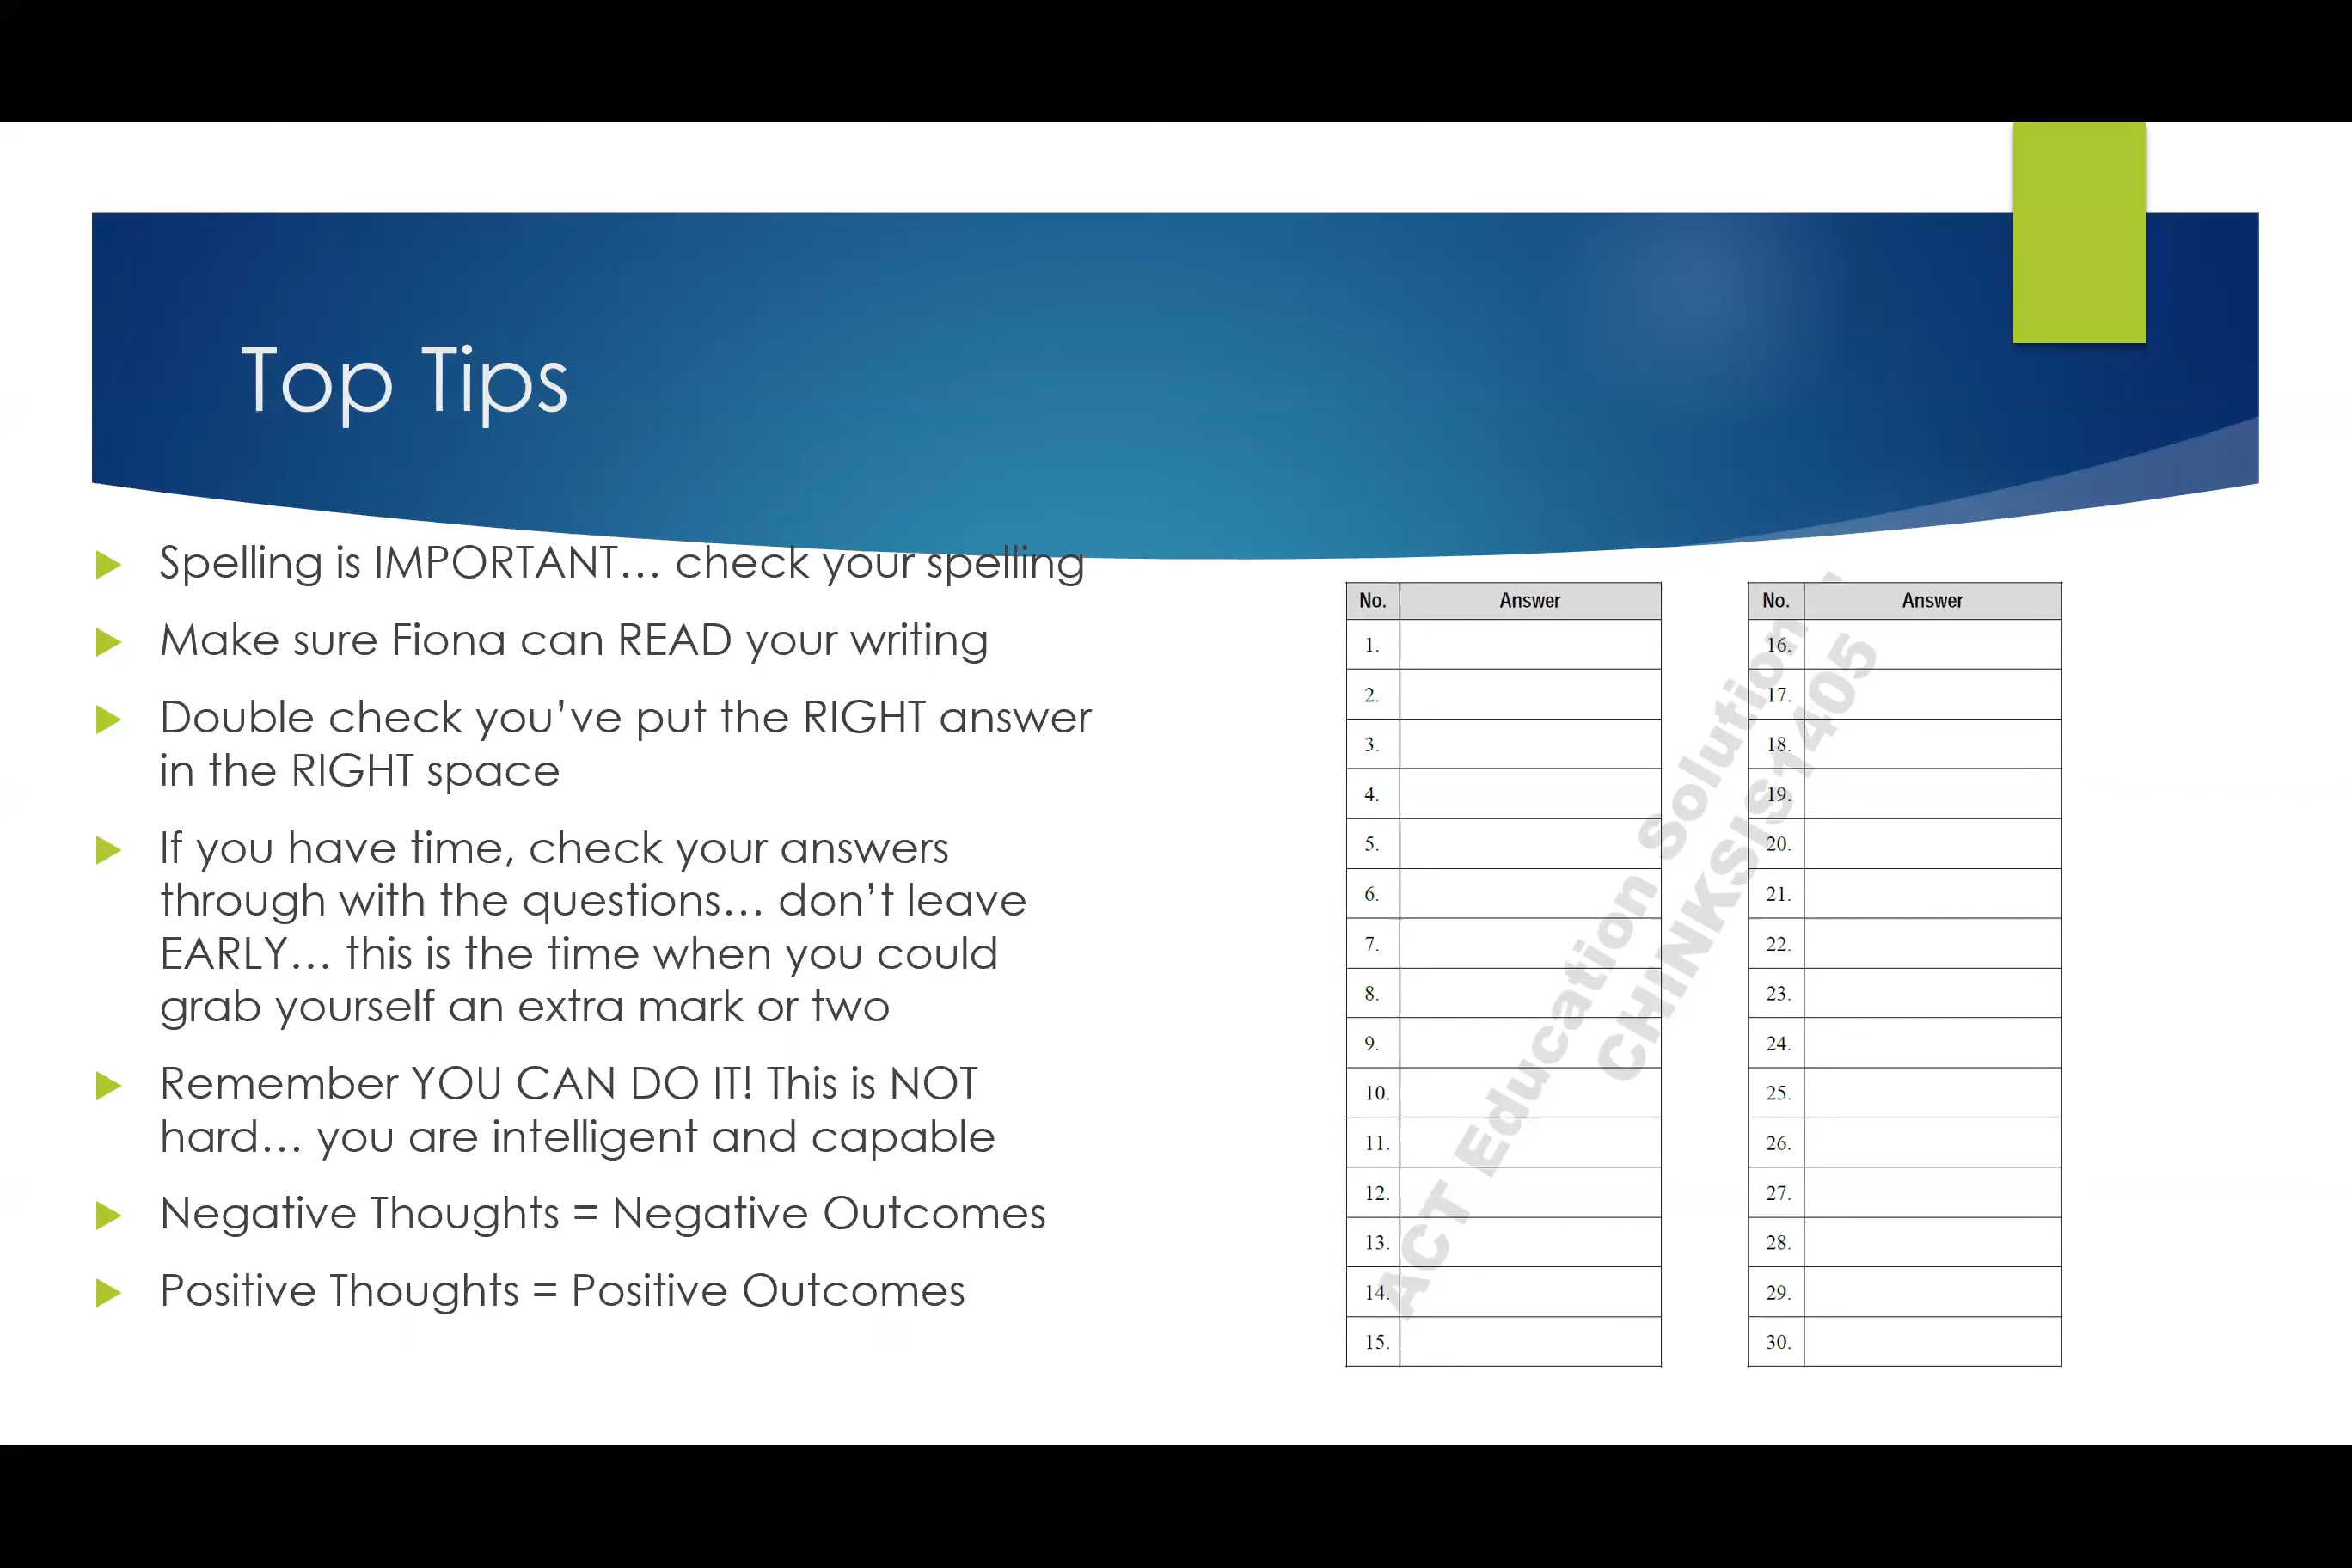 Top Tips
Spelling is IMPORTANT… check your spelling
Make sure Fiona can READ your writing
Double check you’ve put the RIGHT answer
in the RIGHT space
If you have time, check your answers
through with the questions… don’t leave
EARLY… this is the time when you could
grab yourself an extra mark or two
Remember YOU CAN DO IT! This is NOT
hard… you are intelligent and capable
Negative Thoughts = Negative Outcomes
Positive Thoughts = Positive Outcomes
No. Answer
1.
2.
3.
4.
5.
6.
7.
8.
9.
10.
11.
12.
13.
14.
15.
No. Answer
16.
17.
18.
19.
20.
21.
22.
23.
24.
25.
26.
27.
28.
29.
30.
ACT Education Solution
CHINKSIS1405